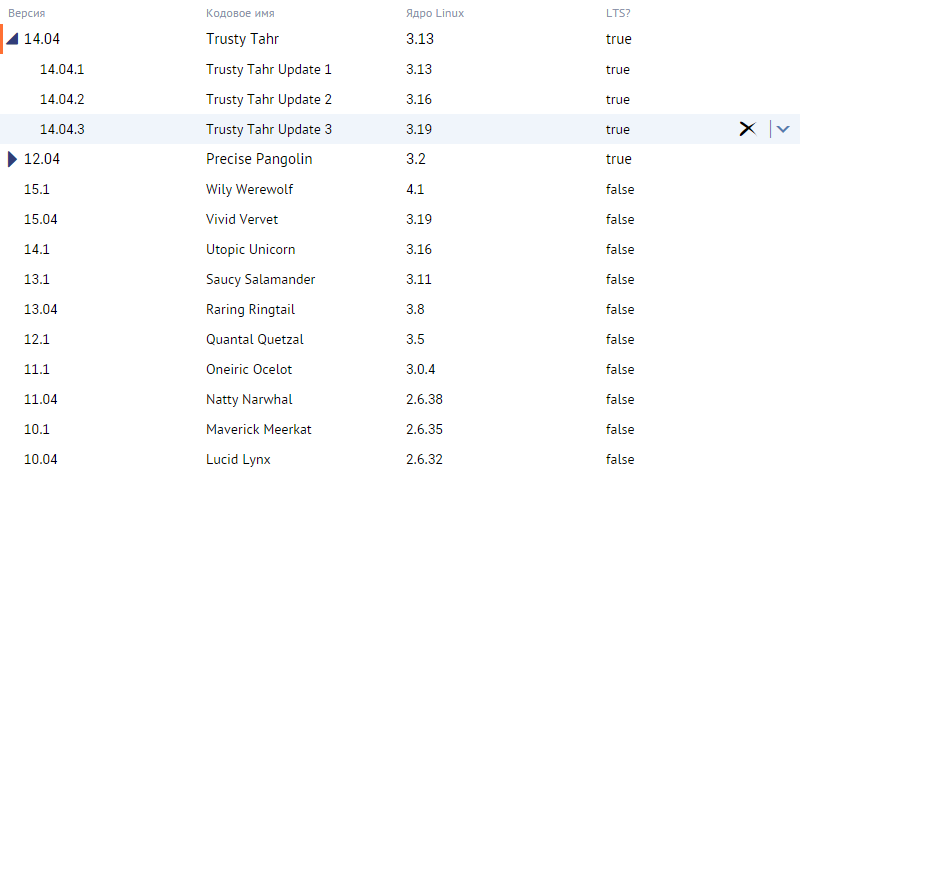 Версия Кодовое имя Ядро Linux LTS?
14.04 Trusty Tahr 3.13 true
14.04.1 Trusty Tahr Update 1 3.13 true
14.04.2 Trusty Tahr Update 2 3.16 true
14.04.3 Trusty Tahr Update 3 3.19 true
12.04 Precise Pangolin 3.2 true
15.1 Wily Werewolf 4.1 false
15.04 Vivid Vervet 3.19 false
14.1 Utopic Unicorn 3.16 false
13.1 Saucy Salamander 3.11 false
13.04 Raring Ringtail 3.8 false
12.1 Quantal Quetzal 3.5 false
11.1 Oneiric Ocelot 3.0.4 false
11.04 Natty Narwhal 2.6.38 false
10.1 Maverick Meerkat 2.6.35 false
10.04 Lucid Lynx 2.6.32 false